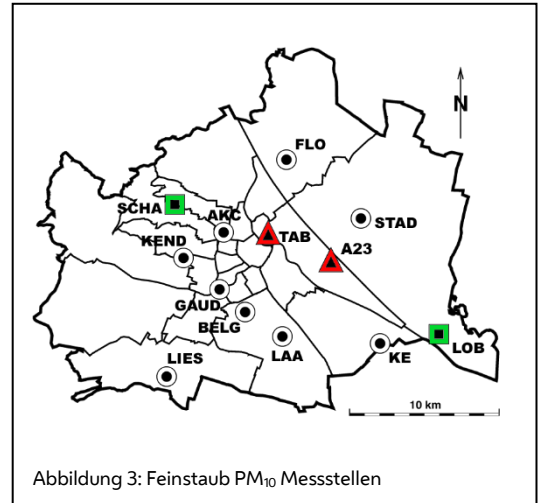 FLO
N
SCHA
AKC
STAD
TAB
KEND
A23
GAUD
BELG
LIES
LAA
KE
LOB
10 km
Abbildung 3: Feinstaub PM₁₀ Messstellen